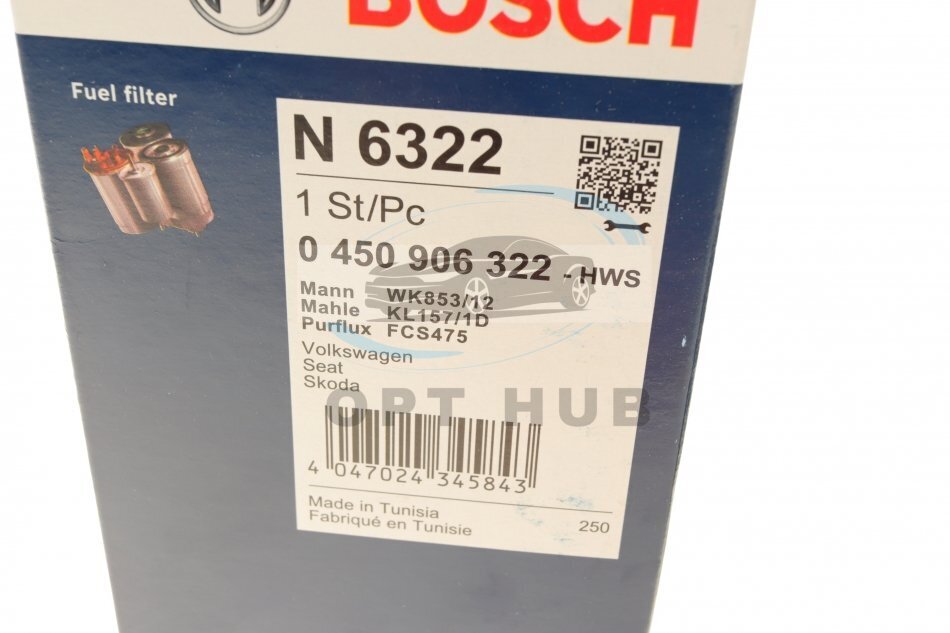 BOSCH
Fuel filter
N 6322
1 St/Pc
0 450 906 322 - HWS
Mann WK853/12
Mahle KL157/1D
Purflux FCS475
Volkswagen
Seat
Skoda
OPT HUB
4 047024 345843
Made in Tunisia
Fabriqué en Tunisie 250